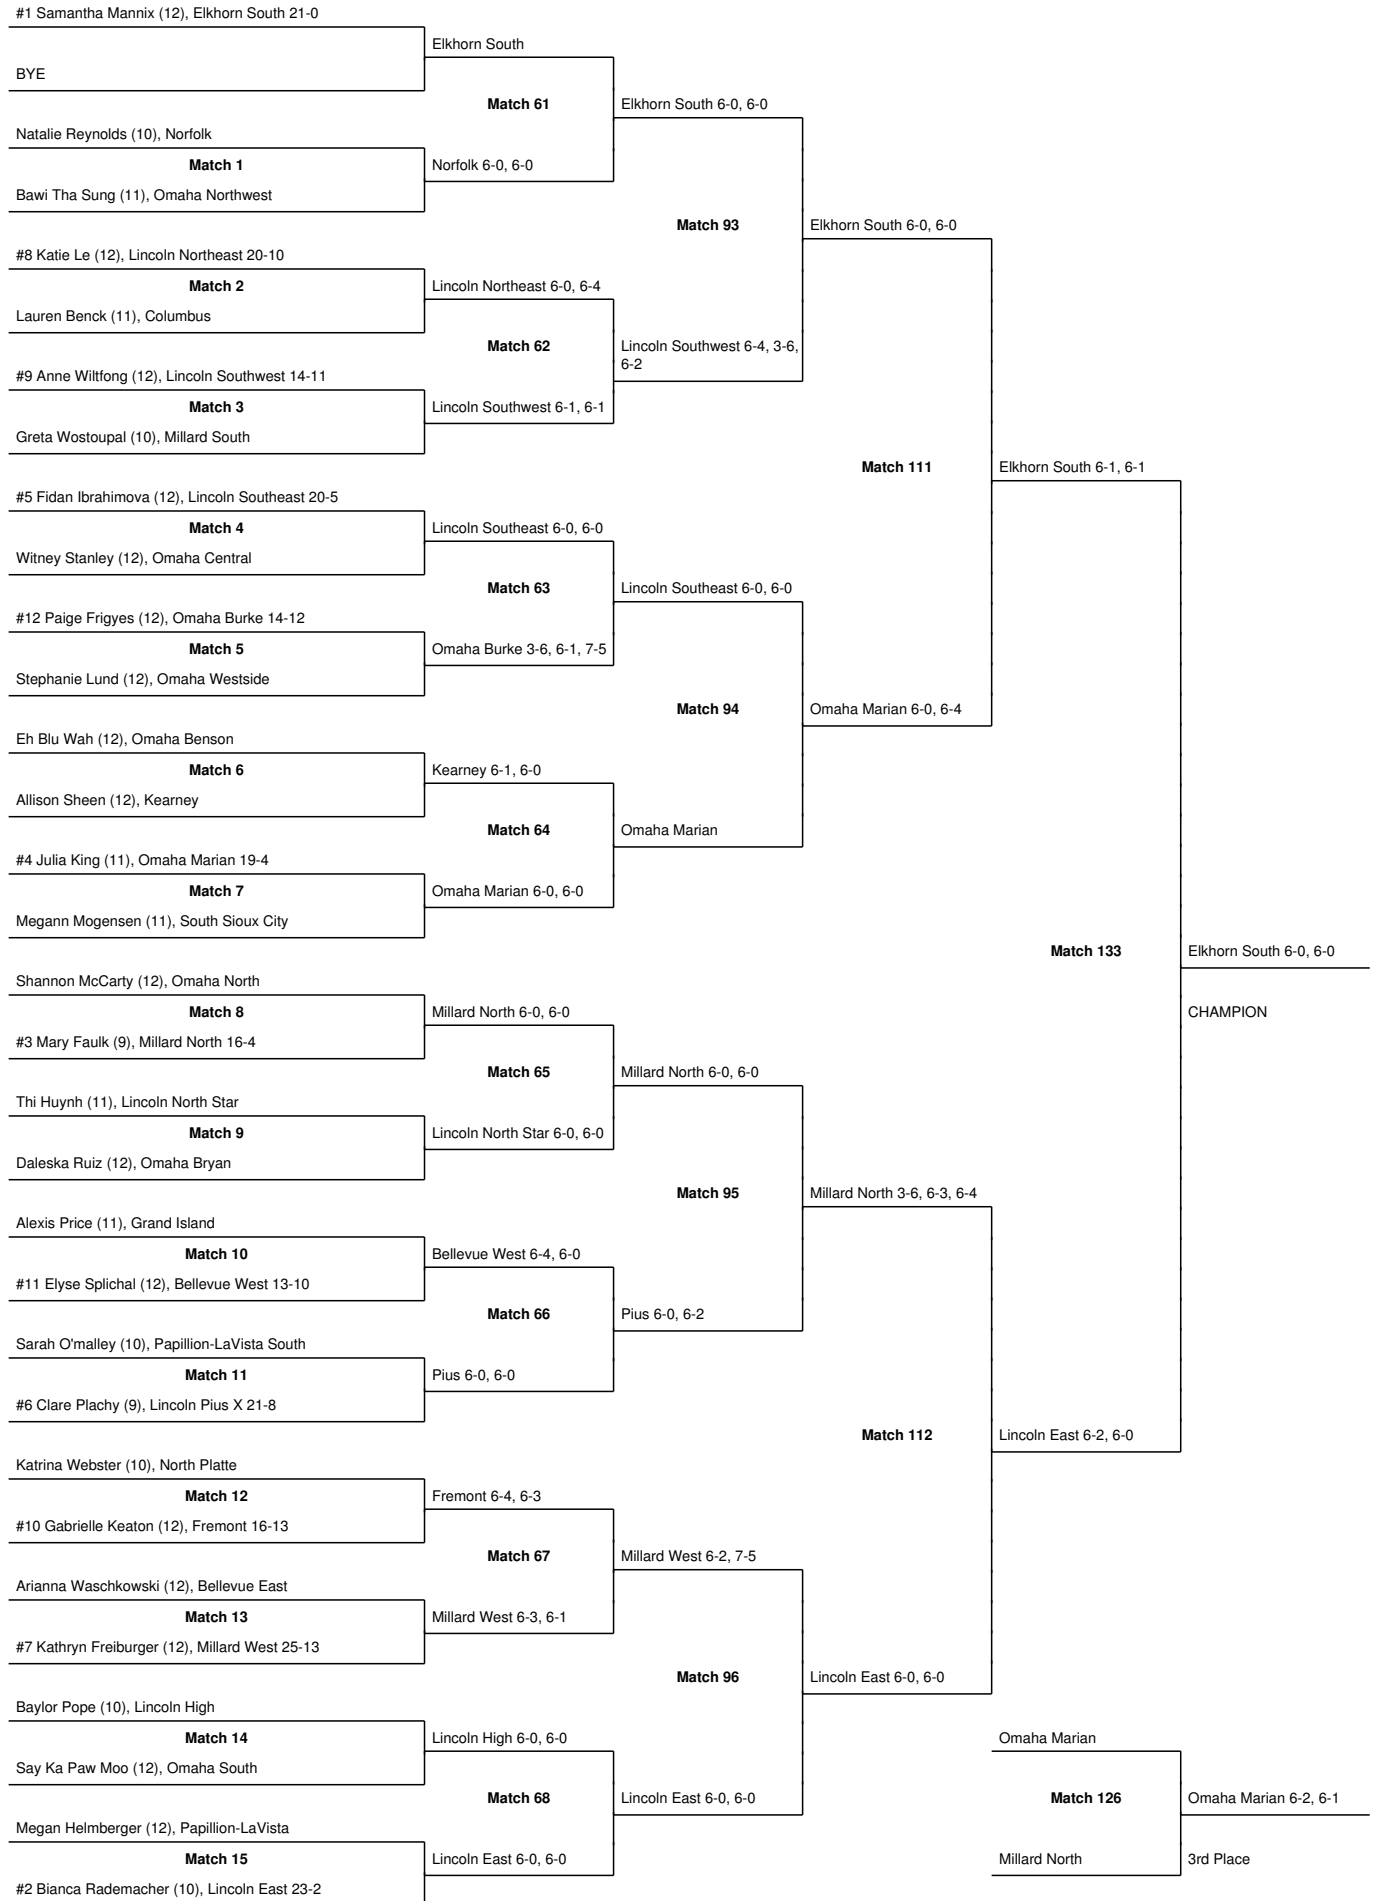 #1 Samantha Mannix (12), Elkhorn South 21-0
Elkhorn South
BYE
Match 61
Elkhorn South 6-0, 6-0
Natalie Reynolds (10), Norfolk
Match 1
Norfolk 6-0, 6-0
Bawi Tha Sung (11), Omaha Northwest
Match 93
Elkhorn South 6-0, 6-0
#8 Katie Le (12), Lincoln Northeast 20-10
Match 2
Lincoln Northeast 6-0, 6-4
Lauren Benck (11), Columbus
Match 62
Lincoln Southwest 6-4, 3-6,
6-2
#9 Anne Wiltfong (12), Lincoln Southwest 14-11
Match 3
Lincoln Southwest 6-1, 6-1
Greta Wostoupal (10), Millard South
Match 111
Elkhorn South 6-1, 6-1
#5 Fidan Ibrahimova (12), Lincoln Southeast 20-5
Match 4
Lincoln Southeast 6-0, 6-0
Witney Stanley (12), Omaha Central
Match 63
Lincoln Southeast 6-0, 6-0
#12 Paige Frigyes (12), Omaha Burke 14-12
Match 5
Omaha Burke 3-6, 6-1, 7-5
Stephanie Lund (12), Omaha Westside
Match 94
Omaha Marian 6-0, 6-4
Eh Blu Wah (12), Omaha Benson
Match 6
Kearney 6-1, 6-0
Allison Sheen (12), Kearney
Match 64
Omaha Marian
#4 Julia King (11), Omaha Marian 19-4
Match 7
Omaha Marian 6-0, 6-0
Megann Mogensen (11), South Sioux City
Match 133
Elkhorn South 6-0, 6-0
Shannon McCarty (12), Omaha North
Match 8
Millard North 6-0, 6-0
CHAMPION
#3 Mary Faulk (9), Millard North 16-4
Match 65
Millard North 6-0, 6-0
Thi Huynh (11), Lincoln North Star
Match 9
Lincoln North Star 6-0, 6-0
Daleska Ruiz (12), Omaha Bryan
Match 95
Millard North 3-6, 6-3, 6-4
Alexis Price (11), Grand Island
Match 10
Bellevue West 6-4, 6-0
#11 Elyse Splichal (12), Bellevue West 13-10
Match 66
Pius 6-0, 6-2
Sarah O'malley (10), Papillion-LaVista South
Match 11
Pius 6-0, 6-0
#6 Clare Plachy (9), Lincoln Pius X 21-8
Match 112
Lincoln East 6-2, 6-0
Katrina Webster (10), North Platte
Match 12
Fremont 6-4, 6-3
#10 Gabrielle Keaton (12), Fremont 16-13
Match 67
Millard West 6-2, 7-5
Arianna Waschkowski (12), Bellevue East
Match 13
Millard West 6-3, 6-1
#7 Kathryn Freiburger (12), Millard West 25-13
Match 96
Lincoln East 6-0, 6-0
Baylor Pope (10), Lincoln High
Match 14
Lincoln High 6-0, 6-0
Omaha Marian
Say Ka Paw Moo (12), Omaha South
Match 68
Lincoln East 6-0, 6-0
Match 126
Omaha Marian 6-2, 6-1
Megan Helmberger (12), Papillion-LaVista
Match 15
Lincoln East 6-0, 6-0
Millard North
3rd Place
#2 Bianca Rademacher (10), Lincoln East 23-2